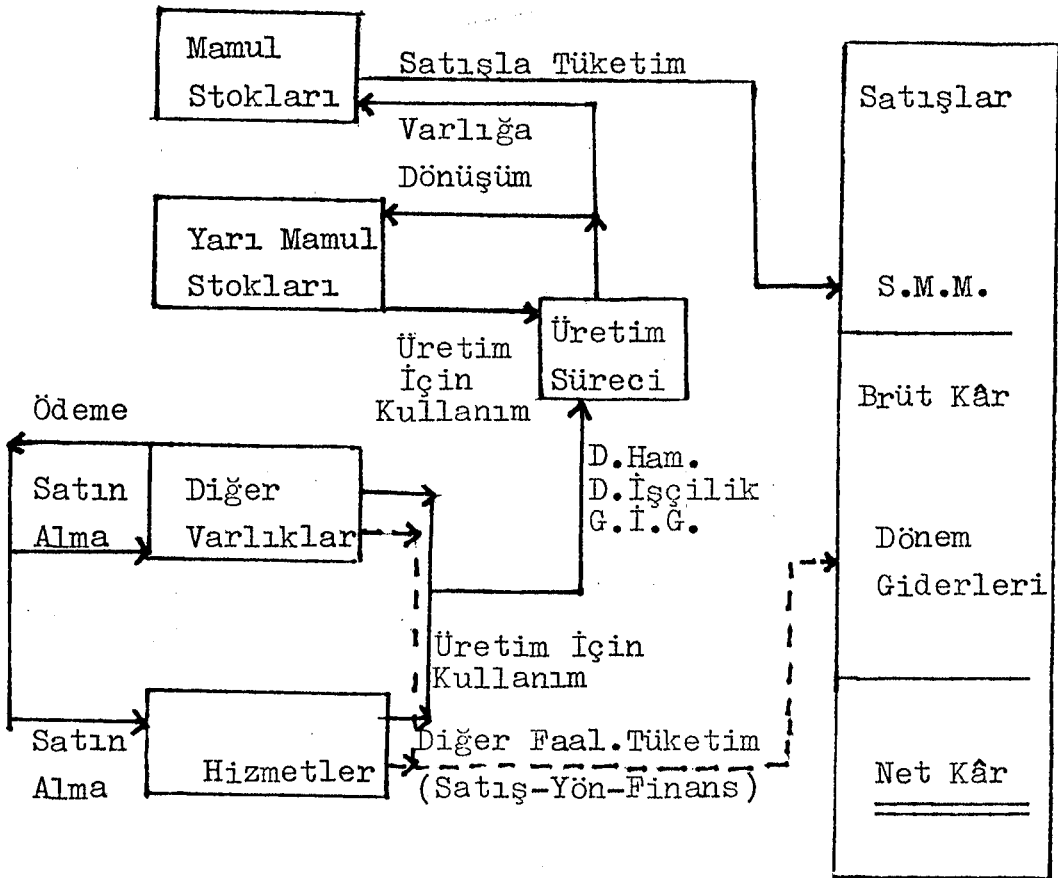 Mamul
Stokları
Satışla Tüketim
Varlığa
Dönüşüm
Yarı Mamul
Stokları
Üretim
İçin
Kullanım
Üretim
Süreci
Ödeme
Satın
Alma
Diğer
Varlıklar
D.Ham.
D.İşçilik
G.İ.G.
Üretim İçin
Kullanım
Satın
Alma
Hizmetler
Diğer Faal.Tüketim
(Satış-Yön-Finans)
Satışlar
S.M.M.
Brüt Kâr
Dönem
Giderleri
Net Kâr